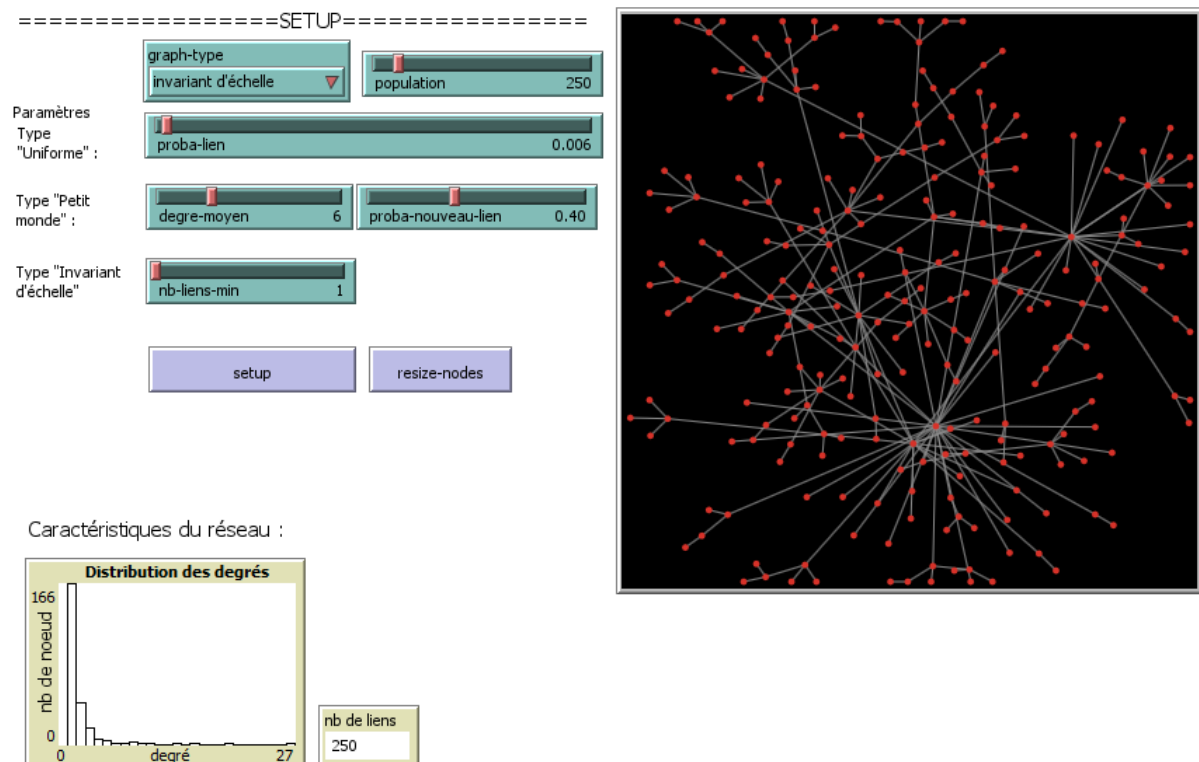 =================SETUP================
graph-type
invariant d'échelle
population 250
Paramètres
Type
"Uniforme" :
proba-lien 0.006
Type "Petit
monde" :
degre-moyen 6
proba-nouveau-lien 0.40
Type "Invariant
d'échelle"
nb-liens-min 1
setup
resize-nodes
Caractéristiques du réseau :
Distribution des degrés
166
nb de noeud
0
0 degré 27
nb de liens
250